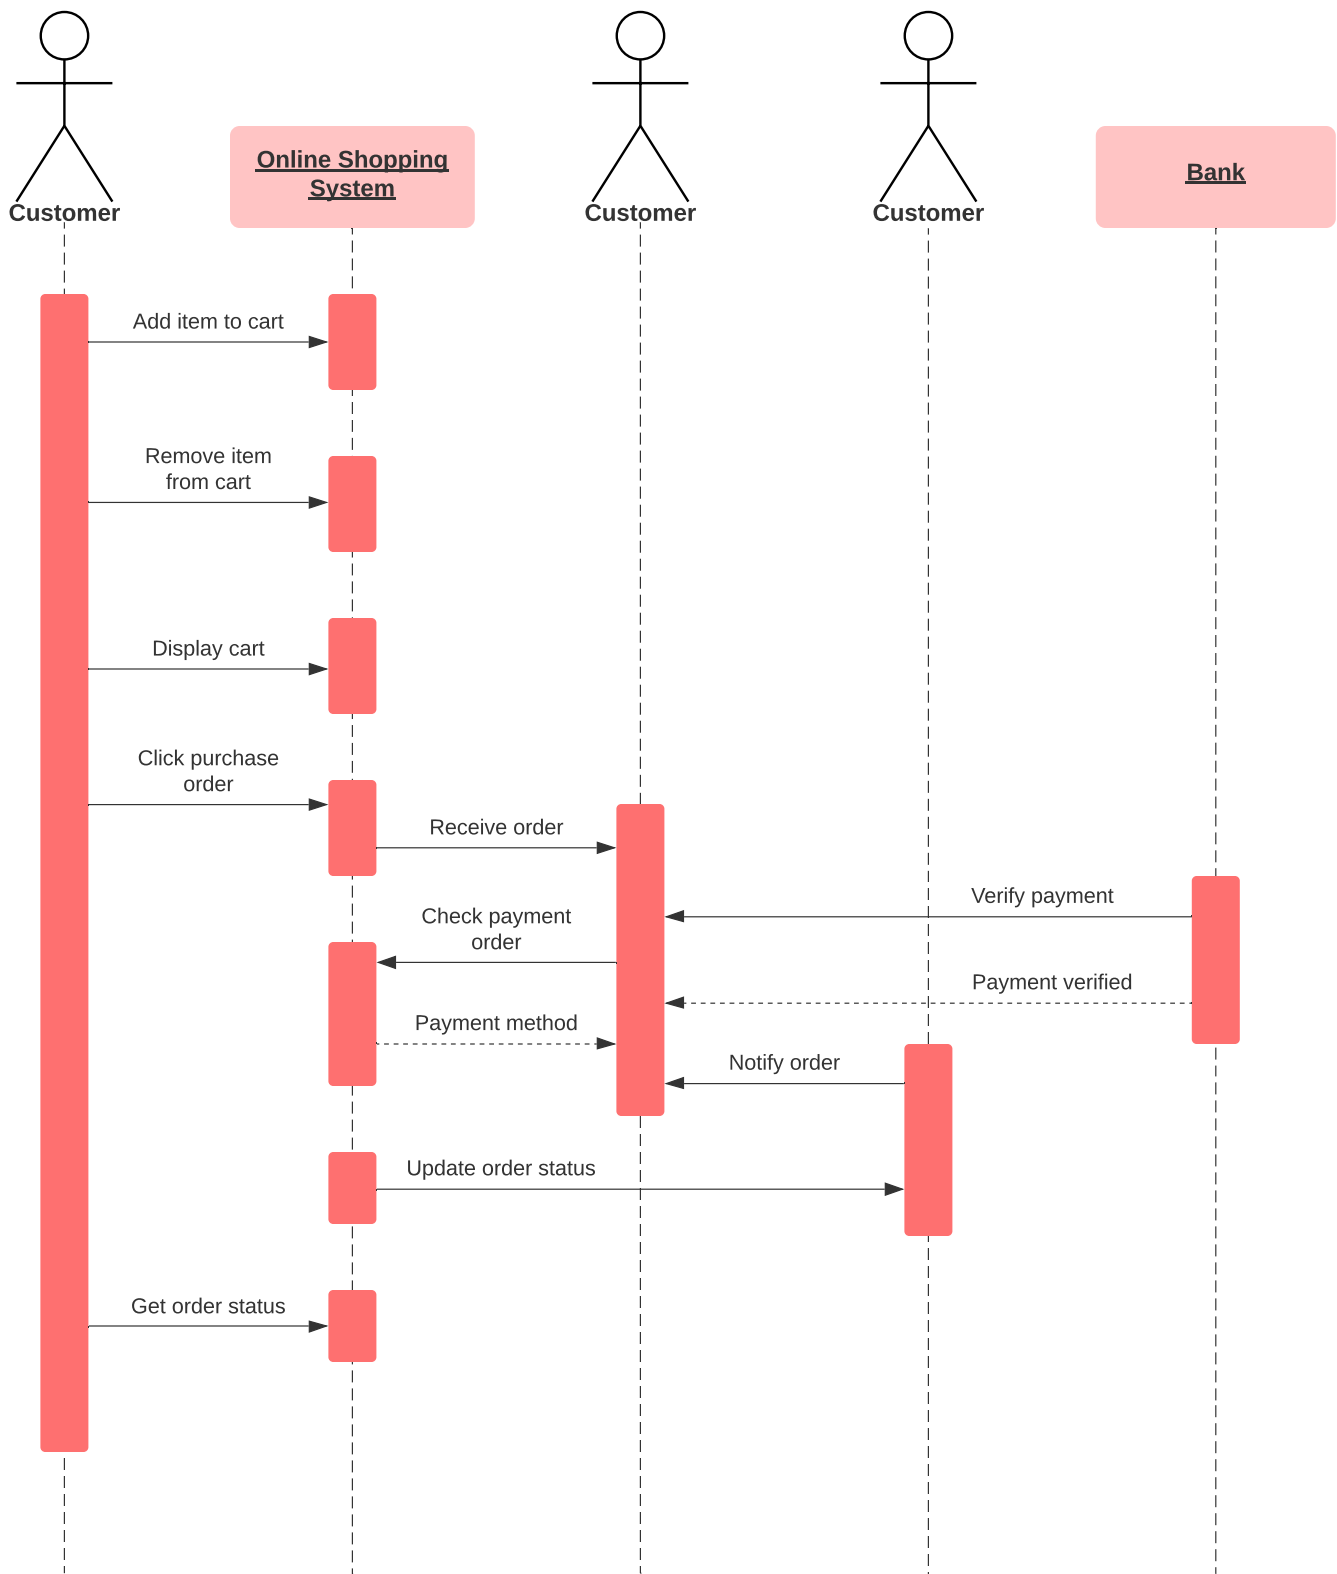 Customer
Online Shopping
System
Customer
Customer
Bank
Add item to cart
Remove item
from cart
Display cart
Click purchase
order
Receive order
Verify payment
Check payment
order
Payment verified
Payment method
Notify order
Update order status
Get order status